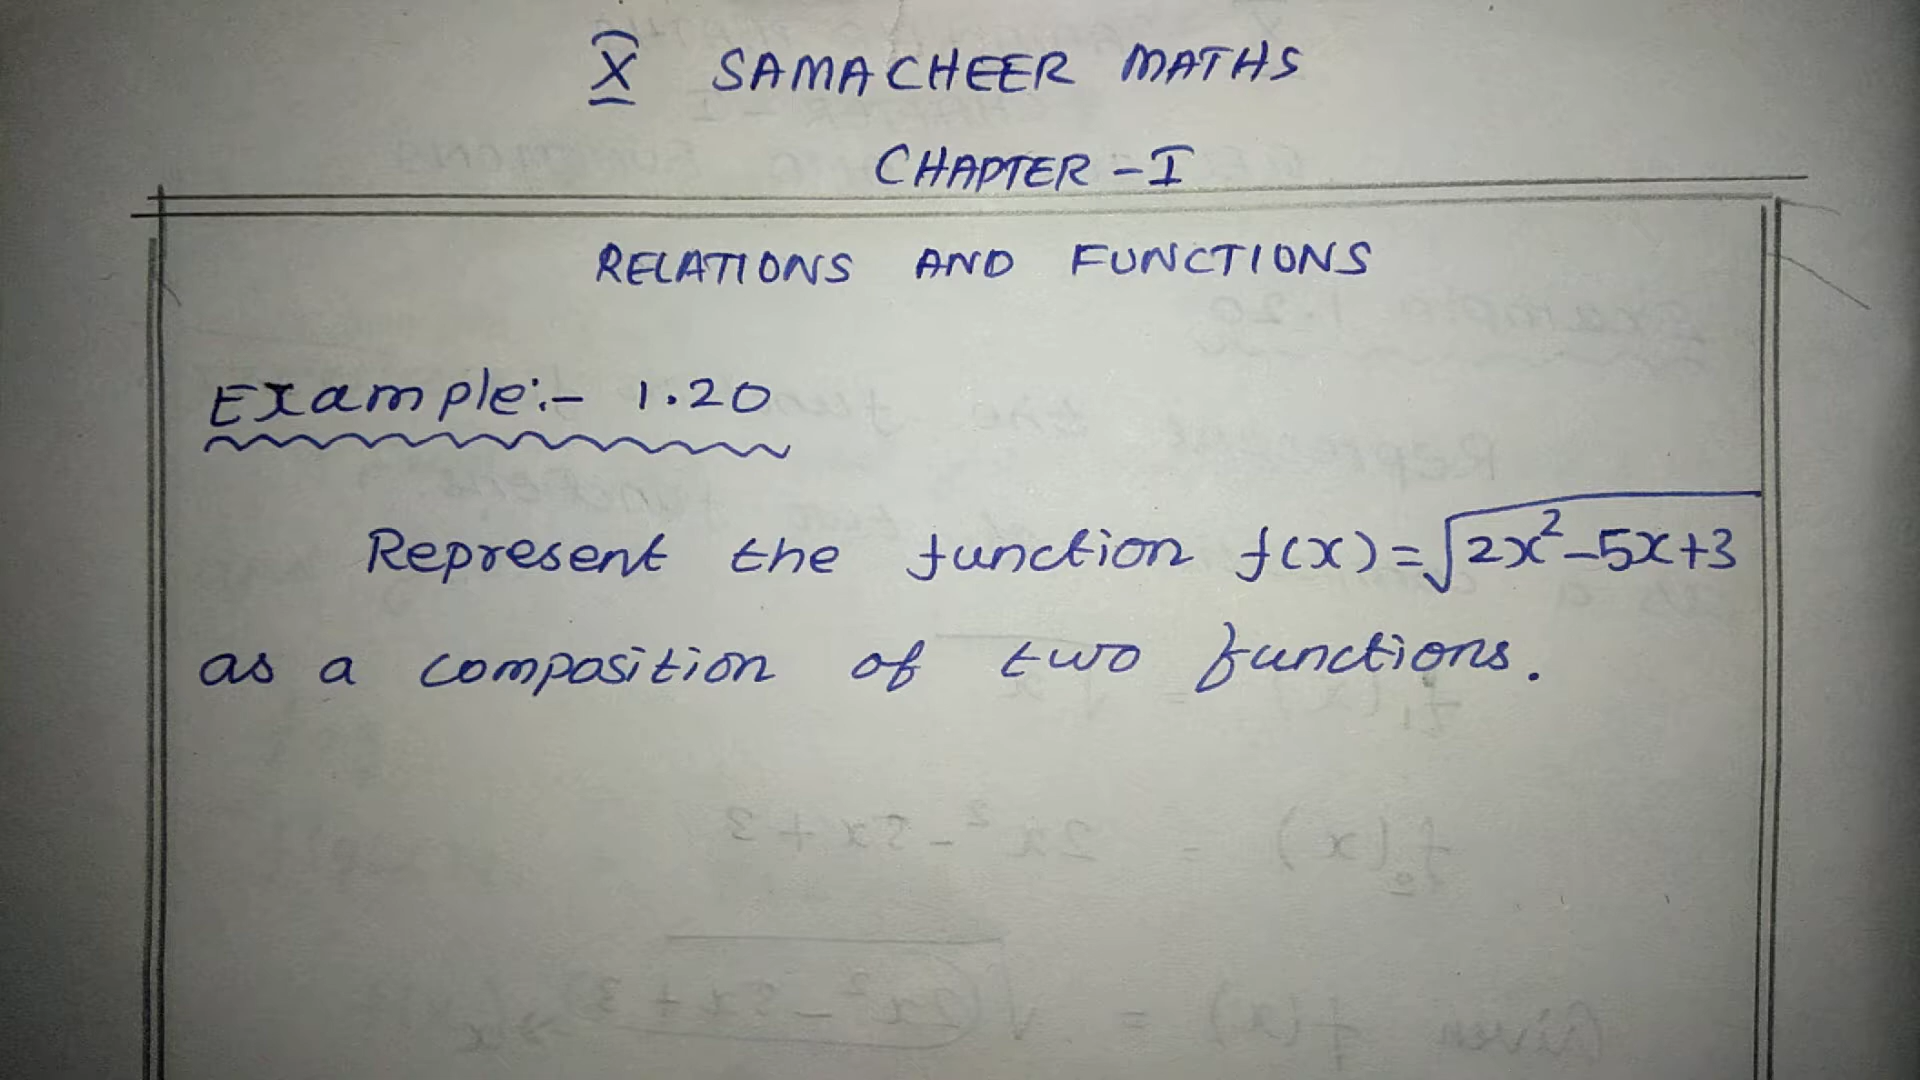 X SAMACHEER MATHS
CHAPTER - I
RELATIONS AND FUNCTIONS
Example:- 1.20
Represent the function f(x)=√2x²-5x+3
as a composition of two functions.